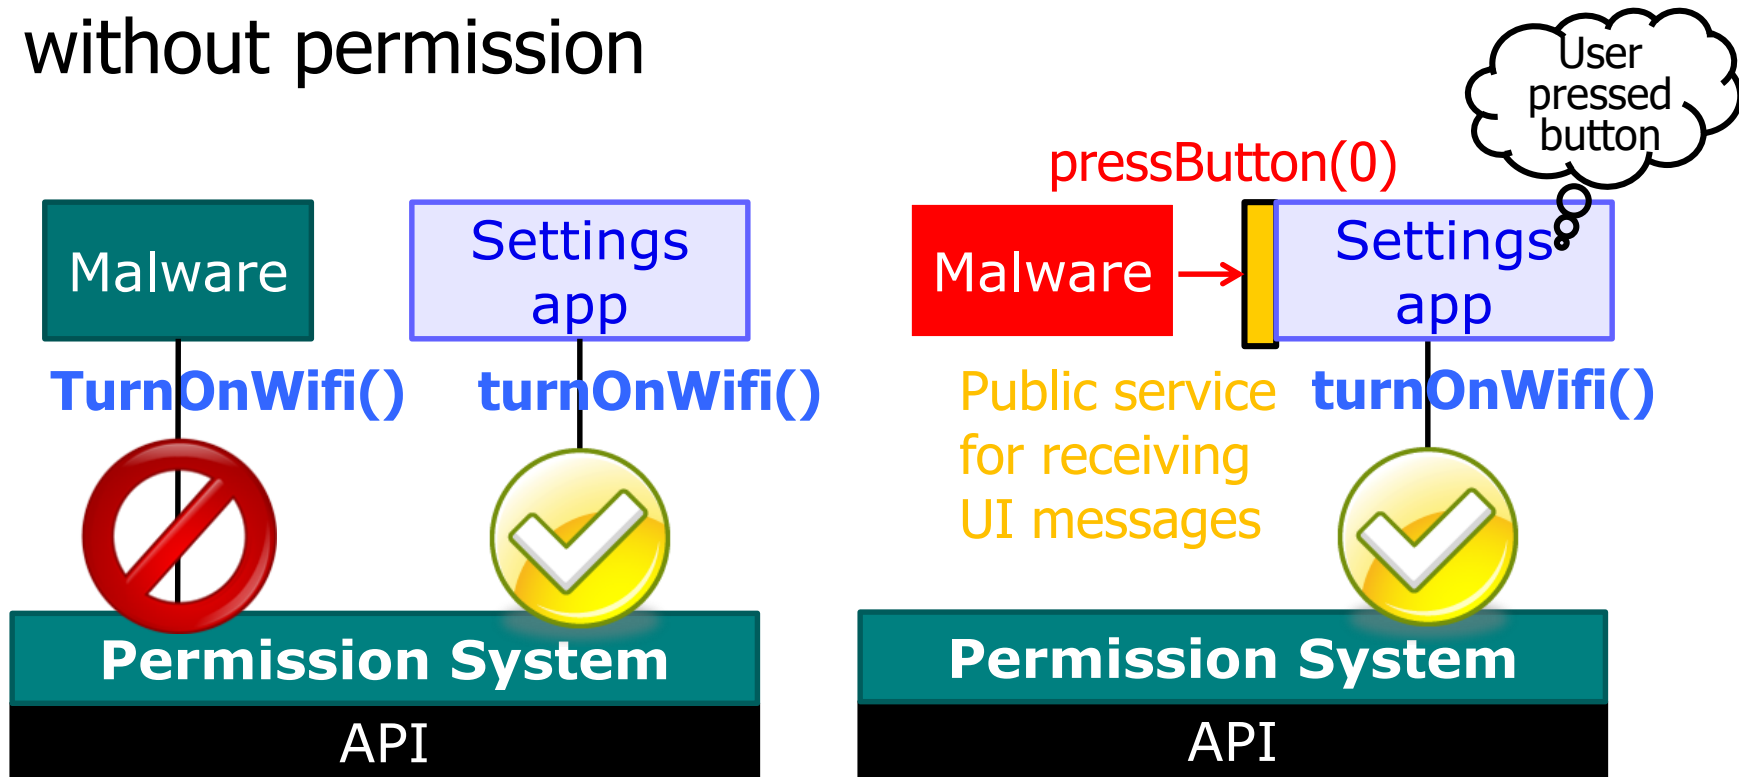 without permission
User
pressed
button
pressButton(0)
Malware
Settings
app
Malware
Settings
app
TurnOnWifi()
turnOnWifi()
Public service
for receiving
UI messages
turnOnWifi()
Permission System
API
Permission System
API